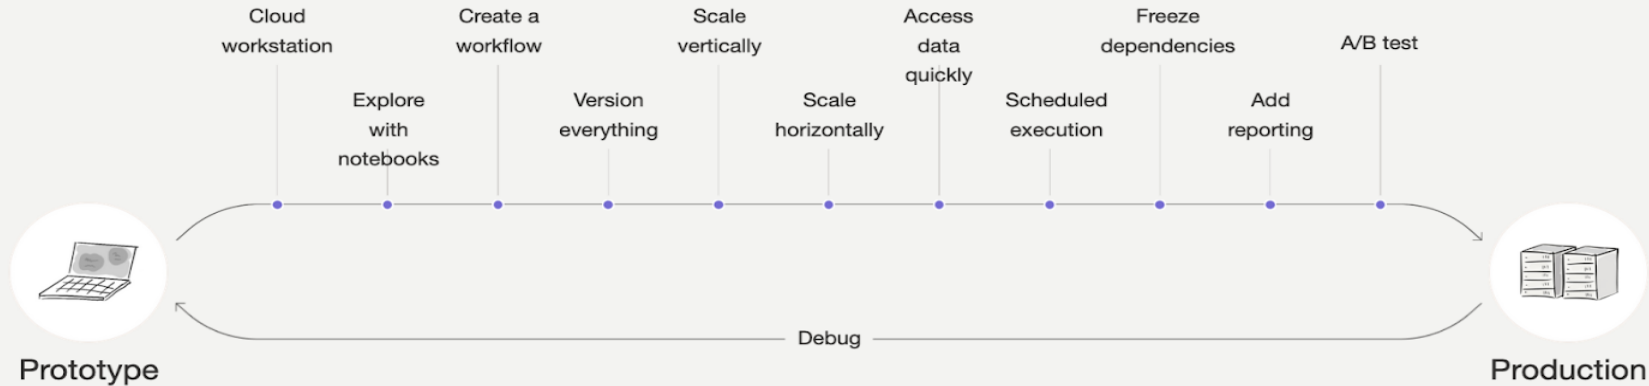 Cloud
workstation
Explore
with
notebooks
Create a
workflow
Version
everything
Scale
vertically
Scale
horizontally
Access
data
quickly
Scheduled
execution
Freeze
dependencies
Add
reporting
A/B test
Debug
Prototype
Production